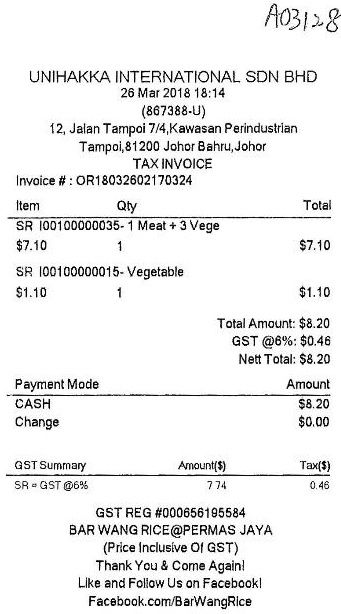 A03128
UNIHAKKA INTERNATIONAL SDN BHD
26 Mar 2018 18:14
(867388-U)
12, Jalan Tampoi 7/4,Kawasan Perindustrian
Tampoi,81200 Johor Bahru,Johor
TAX INVOICE
Invoice # : OR18032602170324
Item Qty Total
SR I00100000035- 1 Meat + 3 Vege
$7.10 1 $7.10
SR I00100000015- Vegetable
$1.10 1 $1.10
Total Amount: $8.20
GST @6%: $0.46
Nett Total: $8.20
Payment Mode Amount
CASH $8.20
Change $0.00
GST Summary Amount($) Tax($)
SR = GST @6% 7.74 0.46
GST REG #000656195584
BAR WANG RICE@PERMAS JAYA
(Price Inclusive Of GST)
Thank You & Come Again!
Like and Follow Us on Facebook!
Facebook.com/BarWangRice